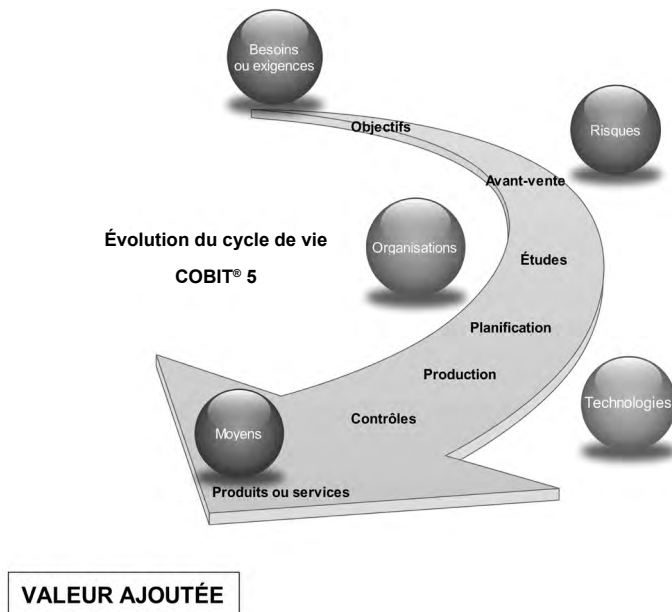 Besoins
ou exigences
Objectifs
Risques
Avant-vente
Évolution du cycle de vie
COBIT® 5
Organisations
Études
Planification
Production
Technologies
Contrôles
Moyens
Produits ou services
VALEUR AJOUTÉE